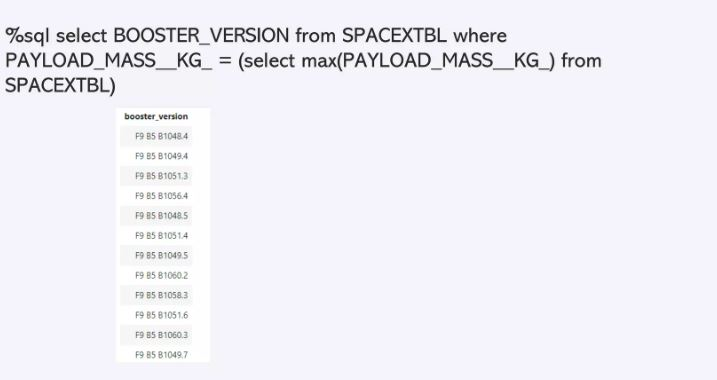 %sql select BOOSTER_VERSION from SPACEXTBL where
PAYLOAD_MASS__KG_ = (select max(PAYLOAD_MASS__KG_) from
SPACEXTBL)
booster_version
F9 B5 B1048.4
F9 B5 B1049.4
F9 B5 B1051.3
F9 B5 B1056.4
F9 B5 B1048.5
F9 B5 B1051.4
F9 B5 B1049.5
F9 B5 B1060.2
F9 B5 B1058.3
F9 B5 B1051.6
F9 B5 B1060.3
F9 B5 B1049.7